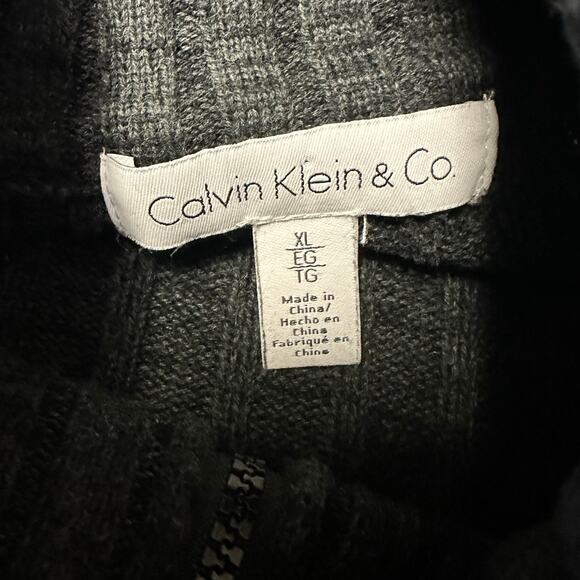 Calvin Klein & Co.
XL
EG
TG
Made in
China/
Hecho en
China
Fabriqué en
Chine